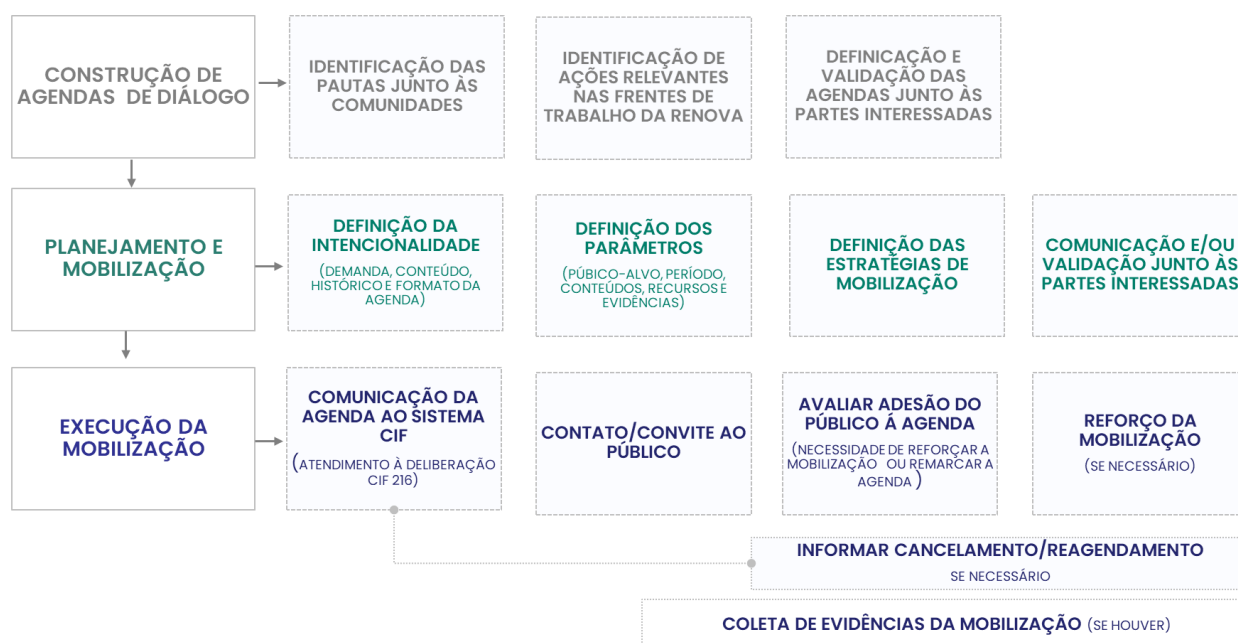 CONSTRUÇÃO DE
AGENDAS DE DIÁLOGO
IDENTIFICAÇÃO DAS
PAUTAS JUNTO ÀS
COMUNIDADES
IDENTIFICAÇÃO DE
AÇÕES RELEVANTES
NAS FRENTES DE
TRABALHO DA RENOVA
DEFINICAÇÃO E
VALIDAÇÃO DAS
AGENDAS JUNTO ÀS
PARTES INTERESSADAS
PLANEJAMENTO E
MOBILIZAÇÃO
DEFINIÇÃO DA
INTENCIONALIDADE
(DEMANDA, CONTEÚDO,
HISTÓRICO E FORMATO DA
AGENDA)
DEFINIÇÃO DOS
PARÂMETROS
(PÚBICO-ALVO, PERÍODO,
CONTEÚDOS, RECURSOS E
EVIDÊNCIAS)
DEFINIÇÃO DAS
ESTRATÉGIAS DE
MOBILIZAÇÃO
COMUNICAÇÃO E/OU
VALIDAÇÃO JUNTO ÀS
PARTES INTERESSADAS
EXECUÇÃO DA
MOBILIZAÇÃO
COMUNICAÇÃO DA
AGENDA AO SISTEMA
CIF
(ATENDIMENTO À DELIBERAÇÃO
CIF 216)
CONTATO/CONVITE AO
PÚBLICO
AVALIAR ADESÃO DO
PÚBLICO Á AGENDA
(NECESSIDADE DE REFORÇAR A
MOBILIZAÇÃO OU REMARCAR A
AGENDA )
REFORÇO DA
MOBILIZAÇÃO
(SE NECESSÁRIO)
INFORMAR CANCELAMENTO/REAGENDAMENTO
SE NECESSÁRIO
COLETA DE EVIDÊNCIAS DA MOBILIZAÇÃO (SE HOUVER)